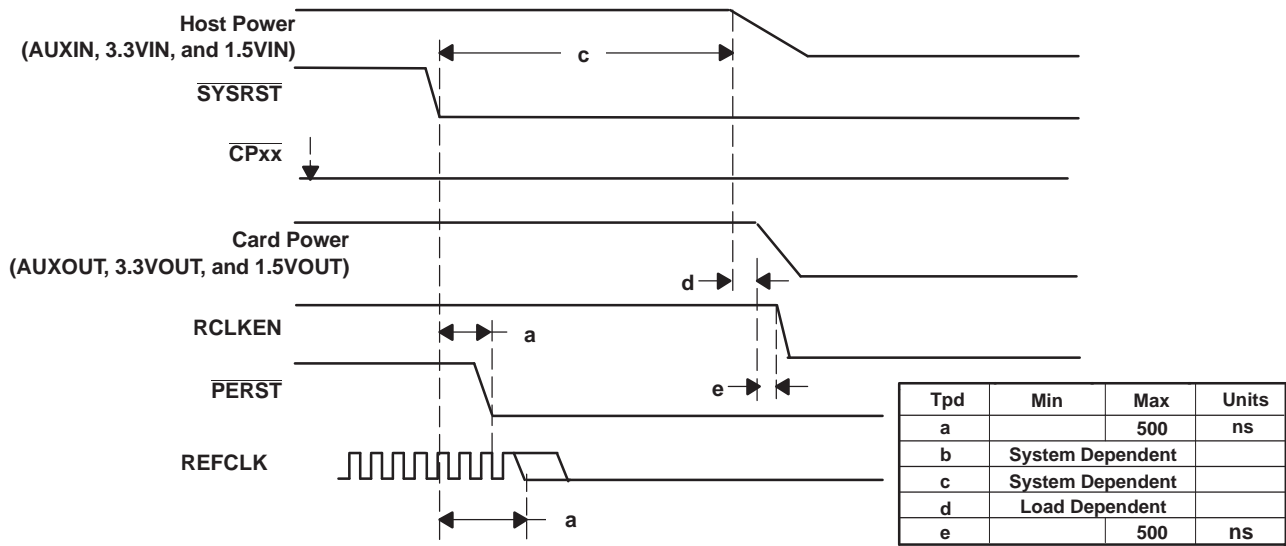 Host Power
(AUXIN, 3.3VIN, and 1.5VIN)
c
SYSRST
CPxx
Card Power
(AUXOUT, 3.3VOUT, and 1.5VOUT)
d
RCLKEN
a
PERST
e
REFCLK
a
Tpd Min Max Units
a 500 ns
b System Dependent
c System Dependent
d Load Dependent
e 500 ns